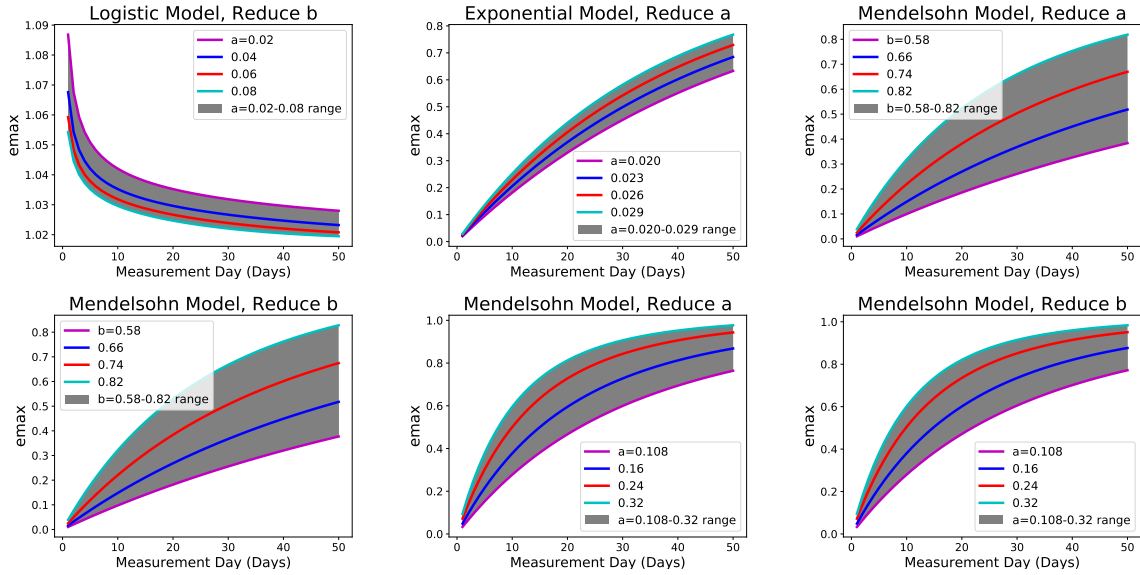 Logistic Model, Reduce b
1.09
1.08
1.07
1.06
1.05
1.04
1.03
1.02
emax
a=0.02
0.04
0.06
0.08
a=0.02-0.08 range
0 10 20 30 40 50
Measurement Day (Days)
Exponential Model, Reduce a
0.8
0.7
0.6
0.5
0.4
0.3
0.2
0.1
0.0
emax
a=0.020
0.023
0.026
0.029
a=0.020-0.029 range
0 10 20 30 40 50
Measurement Day (Days)
Mendelsohn Model, Reduce a
0.8
0.7
0.6
0.5
0.4
0.3
0.2
0.1
0.0
emax
b=0.58
0.66
0.74
0.82
b=0.58-0.82 range
0 10 20 30 40 50
Measurement Day (Days)
Mendelsohn Model, Reduce b
0.8
0.7
0.6
0.5
0.4
0.3
0.2
0.1
0.0
emax
b=0.58
0.66
0.74
0.82
b=0.58-0.82 range
0 10 20 30 40 50
Measurement Day (Days)
Mendelsohn Model, Reduce a
1.0
0.8
0.6
0.4
0.2
0.0
emax
a=0.108
0.16
0.24
0.32
a=0.108-0.32 range
0 10 20 30 40 50
Measurement Day (Days)
Mendelsohn Model, Reduce b
1.0
0.8
0.6
0.4
0.2
0.0
emax
a=0.108
0.16
0.24
0.32
a=0.108-0.32 range
0 10 20 30 40 50
Measurement Day (Days)